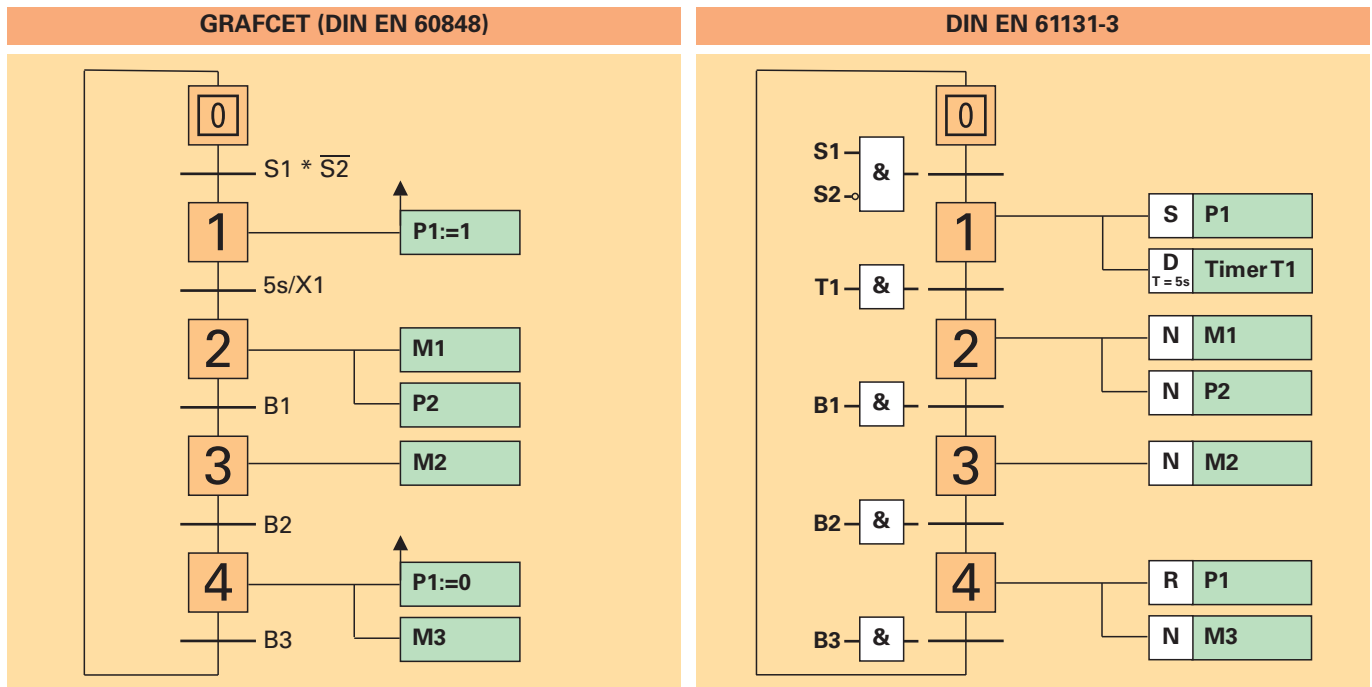 GRAFCET (DIN EN 60848)
0
S1 * S̅2̅
1
P1:=1
5s/X1
2
M1
P2
B1
3
M2
B2
4
P1:=0
M3
B3
DIN EN 61131-3
0
S1
&
S2
1
S P1
D
T = 5s
Timer T1
T1 &
2
N M1
N P2
B1 &
3
N M2
B2 &
4
R P1
N M3
B3 &